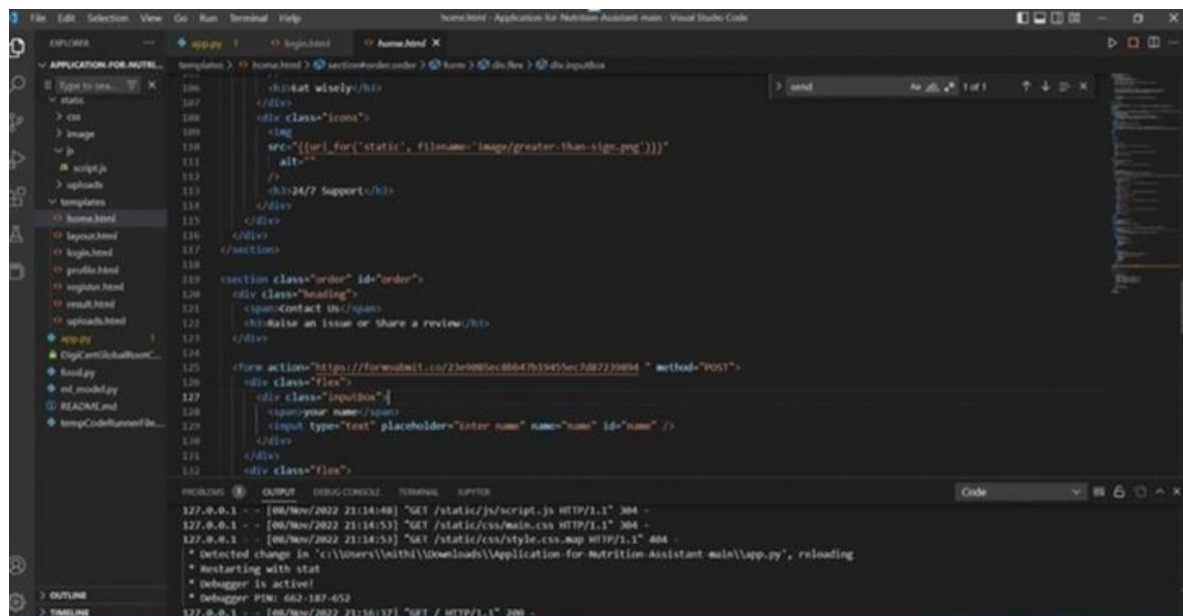 File Edit Selection View Go Run Terminal Help
home.html - Application-for-Nutrition-Assistant-main - Visual Studio Code
EXPLORER
APPLICATION-FOR-NUTRI...
Type to sea...
static
css
image
js
script.js
uploads
templates
home.html
layout.html
login.html
profile.html
register.html
result.html
uploads.html
app.py 1
DigiCertGlobalRootC...
food.py
ml_model.py
README.md
tempCodeRunnerFile...
OUTLINE
TIMELINE
app.py 1 login.html home.html
templates > home.html > section#order.order > form > div.flex > div.inputBox
send
1 of 1
106 <h3>Eat wisely</h3>
107 </div>
108 <div class="icons">
109 <img
110 src="{{url_for('static', filename='image/greater-than-sign.png')}}"
111 alt=""
112 />
113 <h3>24/7 Support</h3>
114 </div>
115 </div>
116 </div>
117 </section>
118
119 <section class="order" id="order">
120 <div class="heading">
121 <span>Contact Us</span>
122 <h3>Raise an issue or Share a review</h3>
123 </div>
124
125 <form action="https://formsubmit.co/ " method="POST">
126 <div class="flex">
127 <div class="inputBox">
128 <span>your name</span>
129 <input type="text" placeholder="Enter name" name="name" id="name" />
130 </div>
131 </div>
132 <div class="flex">
PROBLEMS 1 OUTPUT DEBUG CONSOLE TERMINAL JUPYTER
Code
127.0.0.1 - - [08/Nov/2022 21:14:48] "GET /static/js/script.js HTTP/1.1" 304 -
127.0.0.1 - - [08/Nov/2022 21:14:53] "GET /static/css/main.css HTTP/1.1" 304 -
127.0.0.1 - - [08/Nov/2022 21:14:53] "GET /static/css/style.css.map HTTP/1.1" 404 -
* Detected change in 'c:\\Users\\nithi\\Downloads\\Application-for-Nutrition-Assistant-main\\app.py', reloading
* Restarting with stat
* Debugger is active!
* Debugger PIN: 662-187-652
127.0.0.1 - - [08/Nov/2022 21:16:37] "GET / HTTP/1.1" 200 -